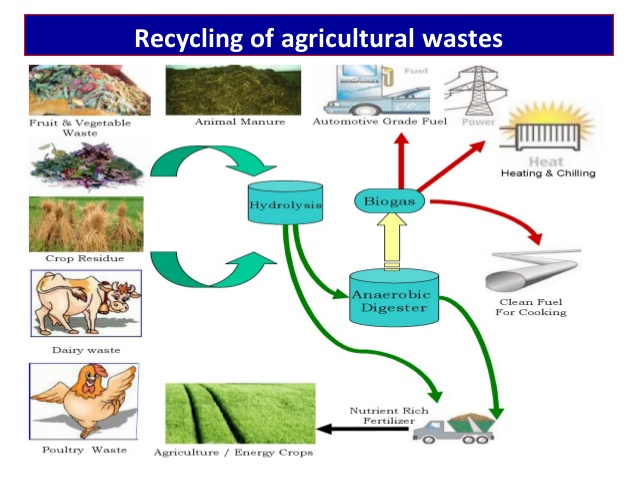 Recycling of agricultural wastes
Fuel
Fruit & Vegetable
Waste
Animal Manure
Automotive Grade Fuel
Power
Heat
Heating & Chilling
Hydrolysis
Biogas
Crop Residue
Anaerobic
Digester
Clean Fuel
For Cooking
Dairy waste
Nutrient Rich
Fertilizer
Poultry Waste
Agriculture / Energy Crops